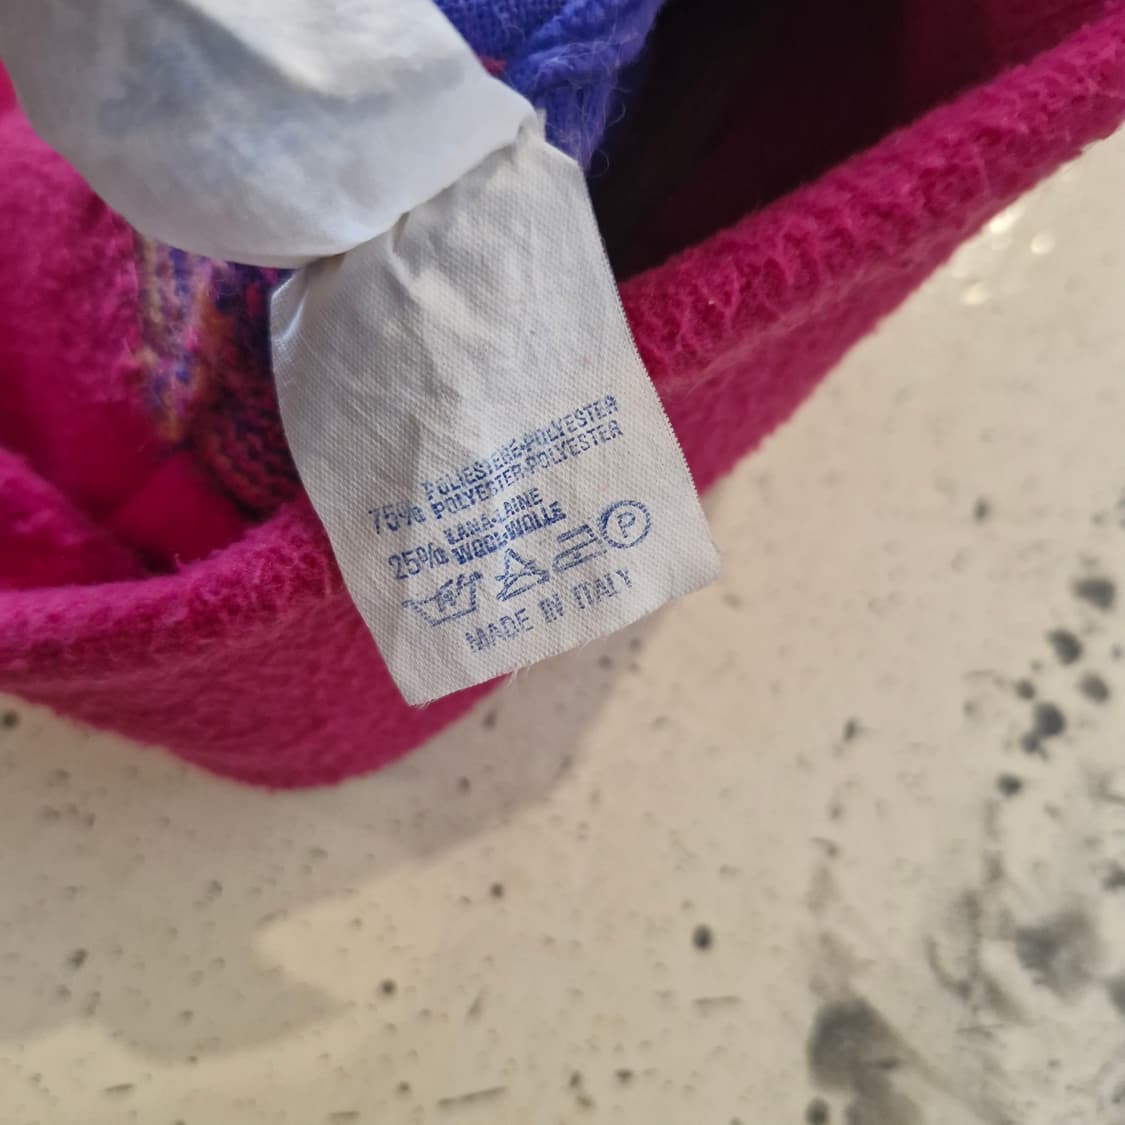 75% POLIESTERE-POLYESTER
POLYESTER-POLYESTER
25% LANA-LAINE
WOOL-WOLLE
P
MADE IN ITALY